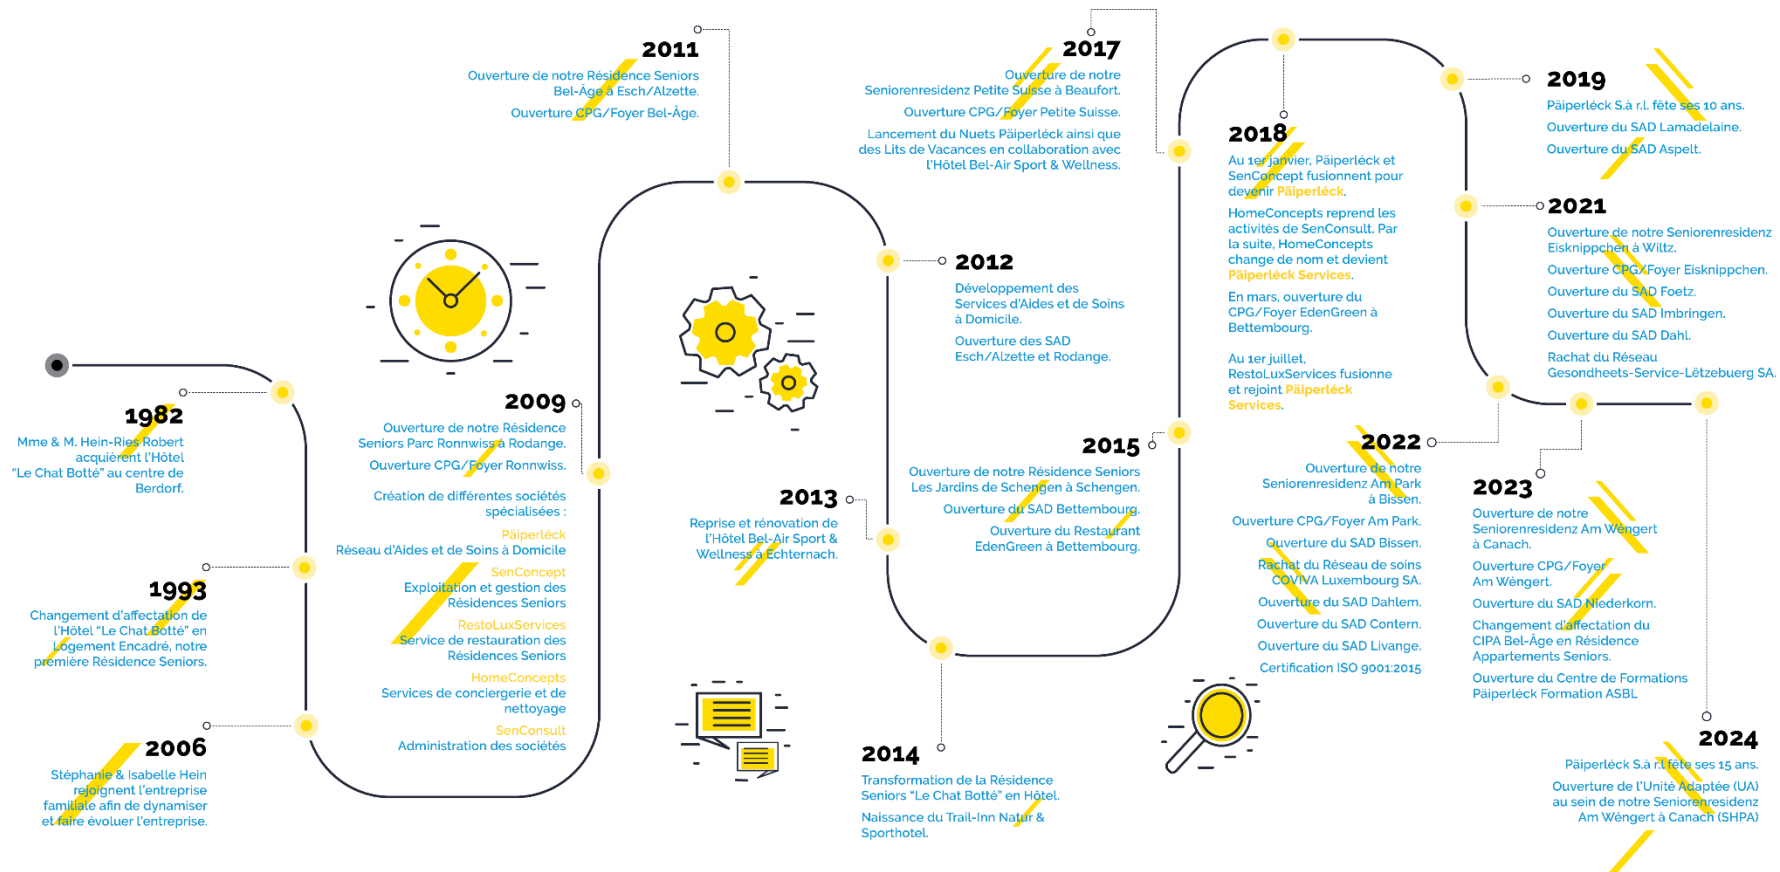 1982
Mme & M. Hein-Ries Robert
acquièrent l'Hôtel
“Le Chat Botté” au centre de
Berdorf.
1993
Changement d'affectation de
l'Hôtel “Le Chat Botté” en
Logement Encadré, notre
première Résidence Seniors.
2006
Stéphanie & Isabelle Hein
rejoignent l'entreprise
familiale afin de dynamiser
et faire évoluer l'entreprise.
2009
Ouverture de notre Résidence
Seniors Parc Ronnwiss à Rodange.
Ouverture CPG/Foyer Ronnwiss.
Création de différentes sociétés
spécialisées :
Päiperléck
Réseau d'Aides et de Soins à Domicile
SenConcept
Exploitation et gestion des
Résidences Seniors
RestoLuxServices
Service de restauration des
Résidences Seniors
HomeConcepts
Services de conciergerie et de
nettoyage
SenConsult
Administration des sociétés
2011
Ouverture de notre Résidence Seniors
Bel-Âge à Esch/Alzette.
Ouverture CPG/Foyer Bel-Âge.
2012
Développement des
Services d'Aides et de Soins
à Domicile.
Ouverture des SAD
Esch/Alzette et Rodange.
2013
Reprise et rénovation de
l'Hôtel Bel-Air Sport &
Wellness à Echternach.
2014
Transformation de la Résidence
Seniors “Le Chat Botté” en Hôtel.
Naissance du Trail-Inn Natur &
Sporthotel.
2015
Ouverture de notre Résidence Seniors
Les Jardins de Schengen à Schengen.
Ouverture du SAD Bettembourg.
Ouverture du Restaurant
EdenGreen à Bettembourg.
2017
Ouverture de notre
Seniorenresidenz Petite Suisse à Beaufort.
Ouverture CPG/Foyer Petite Suisse.
Lancement du Nuets Päiperléck ainsi que
des Lits de Vacances en collaboration avec
l'Hôtel Bel-Air Sport & Wellness.
2018
Au 1er janvier, Päiperléck et
SenConcept fusionnent pour
devenir Päiperléck.
HomeConcepts reprend les
activités de SenConsult. Par
la suite, HomeConcepts
change de nom et devient
Päiperléck Services.
En mars, ouverture du
CPG/Foyer EdenGreen à
Bettembourg.
Au 1er juillet,
RestoLuxServices fusionne
et rejoint Päiperléck
Services.
2019
Päiperléck S.à r.l. fête ses 10 ans.
Ouverture du SAD Lamadelaine.
Ouverture du SAD Aspelt.
2021
Ouverture de notre Seniorenresidenz
Eisknippchen à Wiltz.
Ouverture CPG/Foyer Eisknippchen.
Ouverture du SAD Foetz.
Ouverture du SAD Imbringen.
Ouverture du SAD Dahl.
Rachat du Réseau
Gesondheets-Service-Lëtzebuerg SA.
2022
Ouverture de notre
Seniorenresidenz Am Park
à Bissen.
Ouverture CPG/Foyer Am Park.
Ouverture du SAD Bissen.
Rachat du Réseau de soins
COVIVA Luxembourg SA.
Ouverture du SAD Dahlem.
Ouverture du SAD Contern.
Ouverture du SAD Livange.
Certification ISO 9001:2015
2023
Ouverture de notre
Seniorenresidenz Am Wéngert
à Canach.
Ouverture CPG/Foyer
Am Wéngert.
Ouverture du SAD Niederkorn.
Changement d'affectation du
CIPA Bel-Âge en Résidence
Appartements Seniors.
Ouverture du Centre de Formations
Päiperléck Formation ASBL
2024
Päiperléck S.à r.l fête ses 15 ans.
Ouverture de l'Unité Adaptée (UA)
au sein de notre Seniorenresidenz
Am Wéngert à Canach (SHPA)